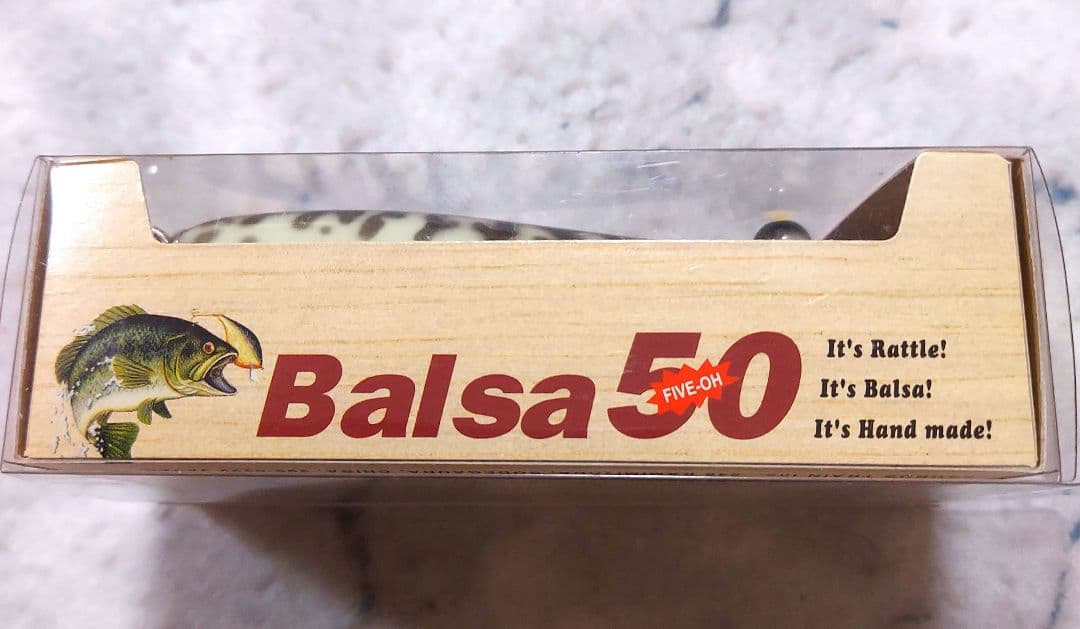 Balsa50
FIVE-OH
It's Rattle!
It's Balsa!
It's Hand made!